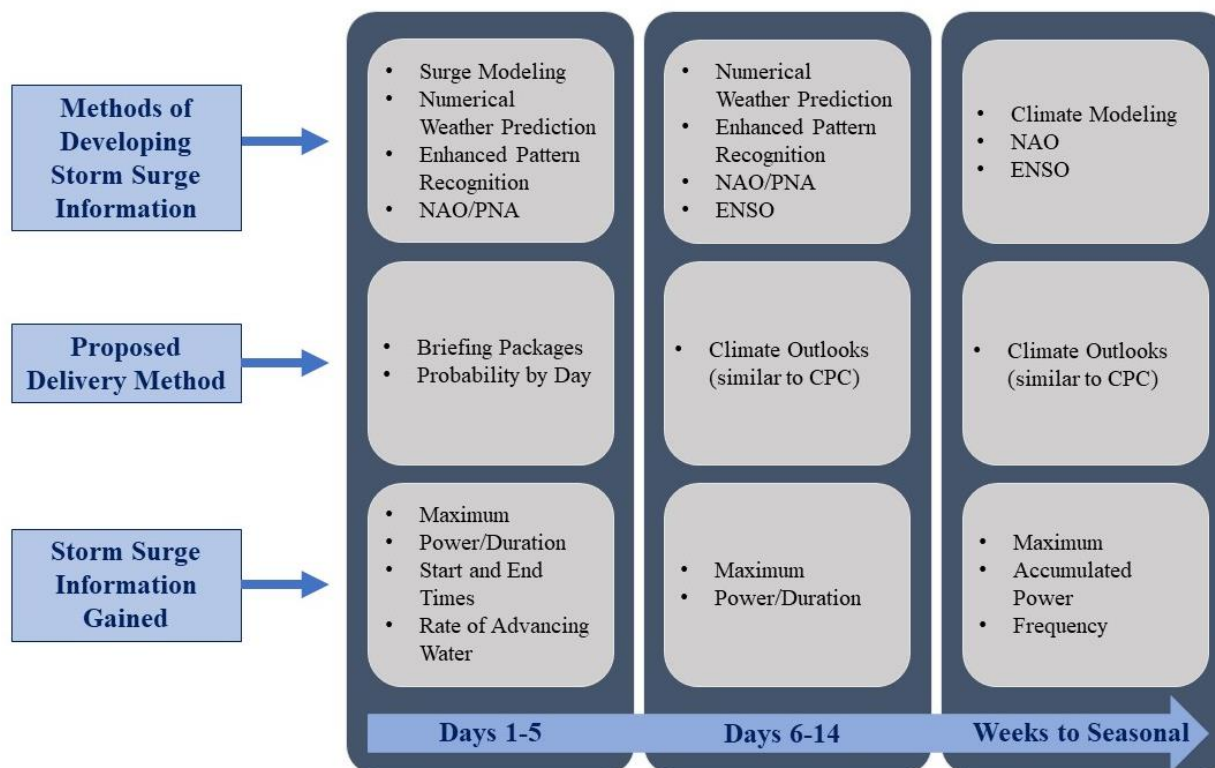 Methods of
Developing
Storm Surge
Information
• Surge Modeling
• Numerical
Weather Prediction
• Enhanced Pattern
Recognition
• NAO/PNA
• Numerical
Weather Prediction
• Enhanced Pattern
Recognition
• NAO/PNA
• ENSO
• Climate Modeling
• NAO
• ENSO
Proposed
Delivery Method
• Briefing Packages
• Probability by Day
• Climate Outlooks
(similar to CPC)
• Climate Outlooks
(similar to CPC)
Storm Surge
Information
Gained
• Maximum
• Power/Duration
• Start and End
Times
• Rate of Advancing
Water
• Maximum
• Power/Duration
• Maximum
• Accumulated
Power
• Frequency
Days 1-5
Days 6-14
Weeks to Seasonal